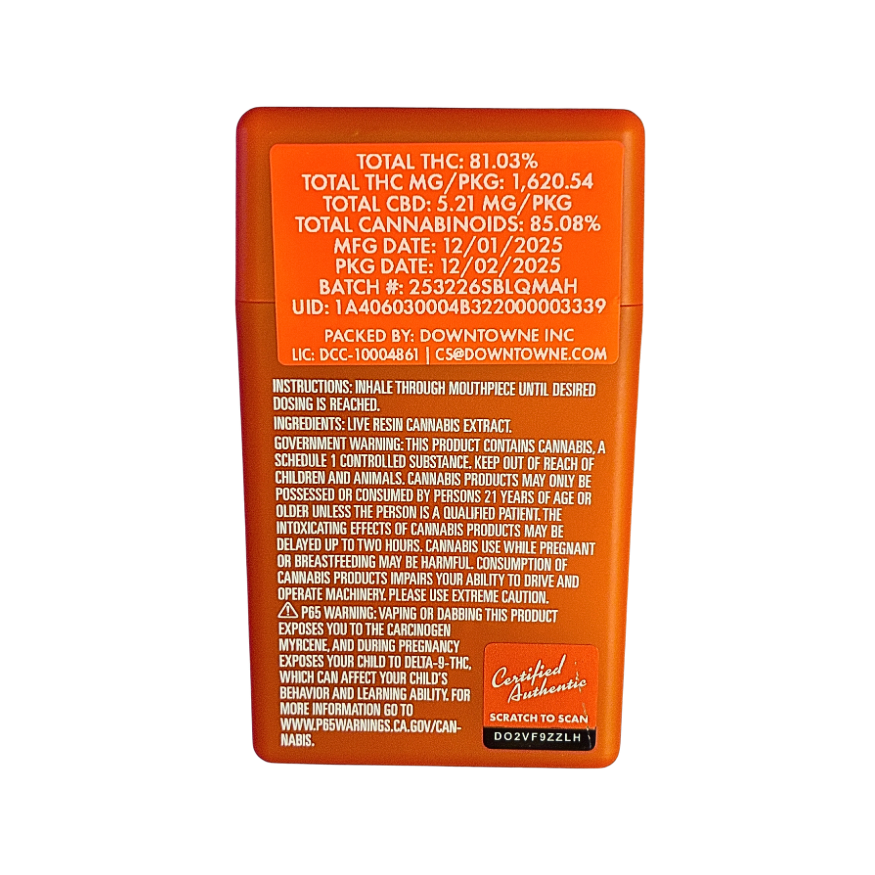 TOTAL THC: 81.03%
TOTAL THC MG/PKG: 1,620.54
TOTAL CBD: 5.21 MG/PKG
TOTAL CANNABINOIDS: 85.08%
MFG DATE: 12/01/2025
PKG DATE: 12/02/2025
BATCH #: 253226SBLQMAH
UID: 1A406030004B322000003339
PACKED BY: DOWNTOWNE INC
LIC: DCC-10004861 | CS@DOWNTOWNE.COM
INSTRUCTIONS: INHALE THROUGH MOUTHPIECE UNTIL DESIRED
DOSING IS REACHED.
INGREDIENTS: LIVE RESIN CANNABIS EXTRACT.
GOVERNMENT WARNING: THIS PRODUCT CONTAINS CANNABIS, A
SCHEDULE 1 CONTROLLED SUBSTANCE. KEEP OUT OF REACH OF
CHILDREN AND ANIMALS. CANNABIS PRODUCTS MAY ONLY BE
POSSESSED OR CONSUMED BY PERSONS 21 YEARS OF AGE OR
OLDER UNLESS THE PERSON IS A QUALIFIED PATIENT. THE
INTOXICATING EFFECTS OF CANNABIS PRODUCTS MAY BE
DELAYED UP TO TWO HOURS. CANNABIS USE WHILE PREGNANT
OR BREASTFEEDING MAY BE HARMFUL. CONSUMPTION OF
CANNABIS PRODUCTS IMPAIRS YOUR ABILITY TO DRIVE AND
OPERATE MACHINERY. PLEASE USE EXTREME CAUTION.
⚠ P65 WARNING: VAPING OR DABBING THIS PRODUCT
EXPOSES YOU TO THE CARCINOGEN
MYRCENE, AND DURING PREGNANCY
EXPOSES YOUR CHILD TO DELTA-9-THC,
WHICH CAN AFFECT YOUR CHILD'S
BEHAVIOR AND LEARNING ABILITY. FOR
MORE INFORMATION GO TO
WWW.P65WARNINGS.CA.GOV/CAN-
NABIS.
Certified
Authentic
SCRATCH TO SCAN
DO2VF9ZZLH